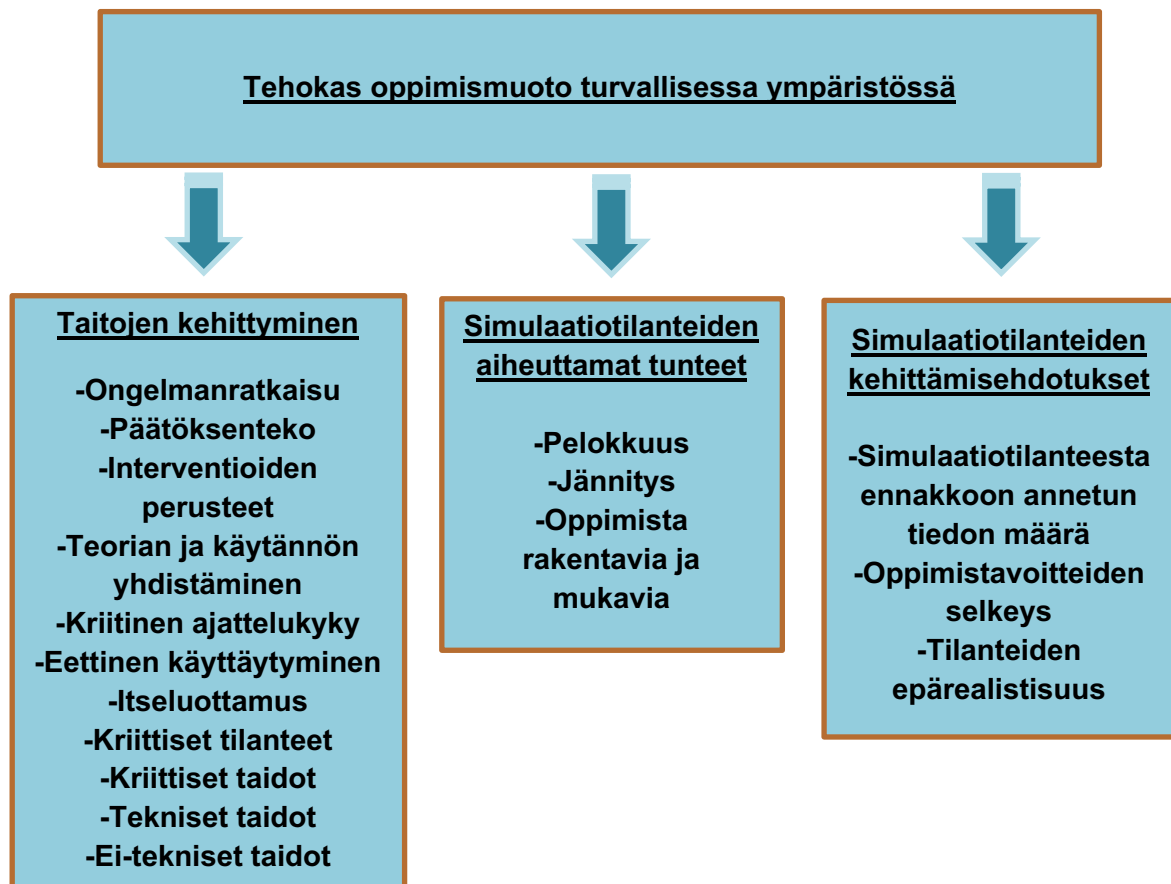 Tehokas oppimismuoto turvallisessa ympäristössä
Taitojen kehittyminen
-Ongelmanratkaisu
-Päätöksenteko
-Interventioiden
perusteet
-Teorian ja käytännön
yhdistäminen
-Kriitinen ajattelukyky
-Eettinen käyttäytyminen
-Itseluottamus
-Kriittiset tilanteet
-Kriittiset taidot
-Tekniset taidot
-Ei-tekniset taidot
Simulaatiotilanteiden
aiheuttamat tunteet
-Pelokkuus
-Jännitys
-Oppimista
rakentavia ja
mukavia
Simulaatiotilanteiden
kehittämisehdotukset
-Simulaatiotilanteesta
ennakkoon annetun
tiedon määrä
-Oppimistavoitteiden
selkeys
-Tilanteiden
epärealistisuus